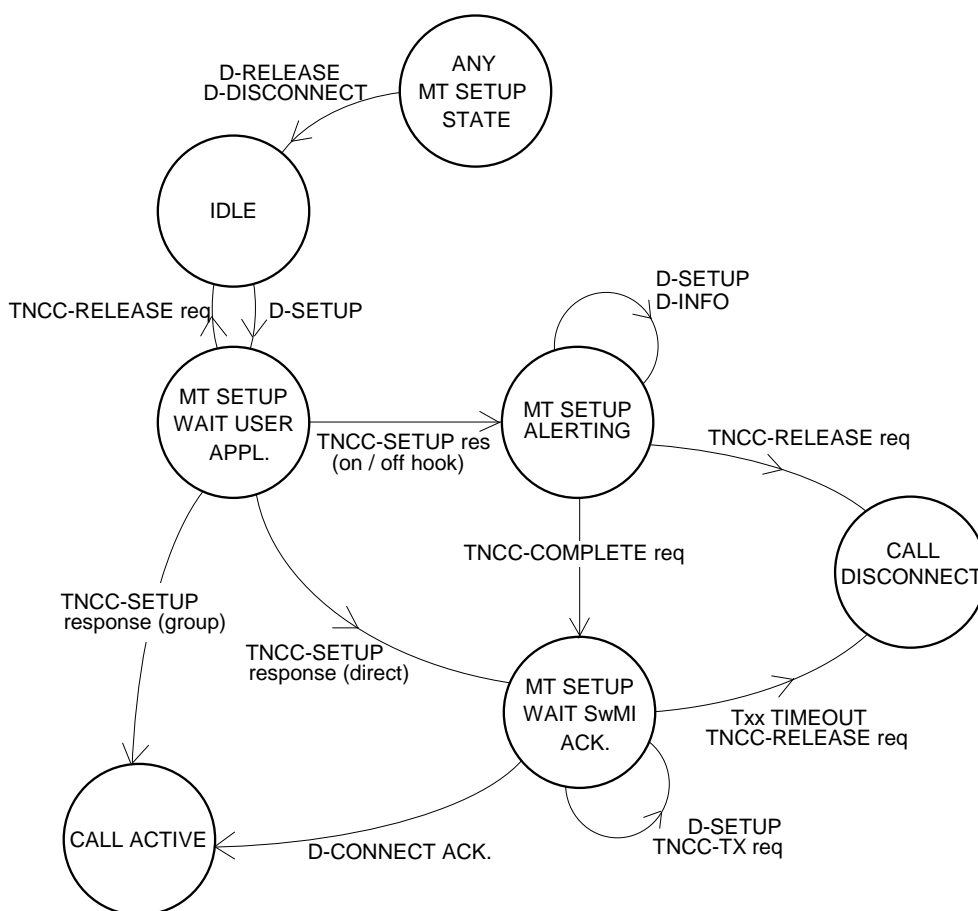 ANY
MT SETUP
STATE
D-RELEASE
D-DISCONNECT
IDLE
TNCC-RELEASE req
D-SETUP
D-SETUP
D-INFO
MT SETUP
WAIT USER
APPL.
MT SETUP
ALERTING
TNCC-SETUP res
(on / off hook)
TNCC-RELEASE req
TNCC-COMPLETE req
CALL
DISCONNECT
TNCC-SETUP
response (group)
TNCC-SETUP
response (direct)
MT SETUP
WAIT SwMI
ACK.
Txx TIMEOUT
TNCC-RELEASE req
CALL ACTIVE
D-CONNECT ACK.
D-SETUP
TNCC-TX req